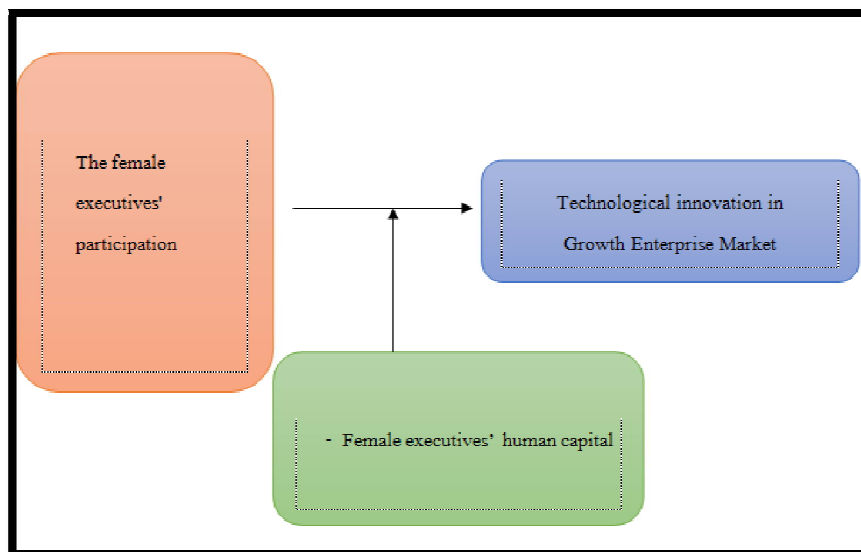 The female
executives'
participation
Technological innovation in
Growth Enterprise Market
- Female executives’ human capital